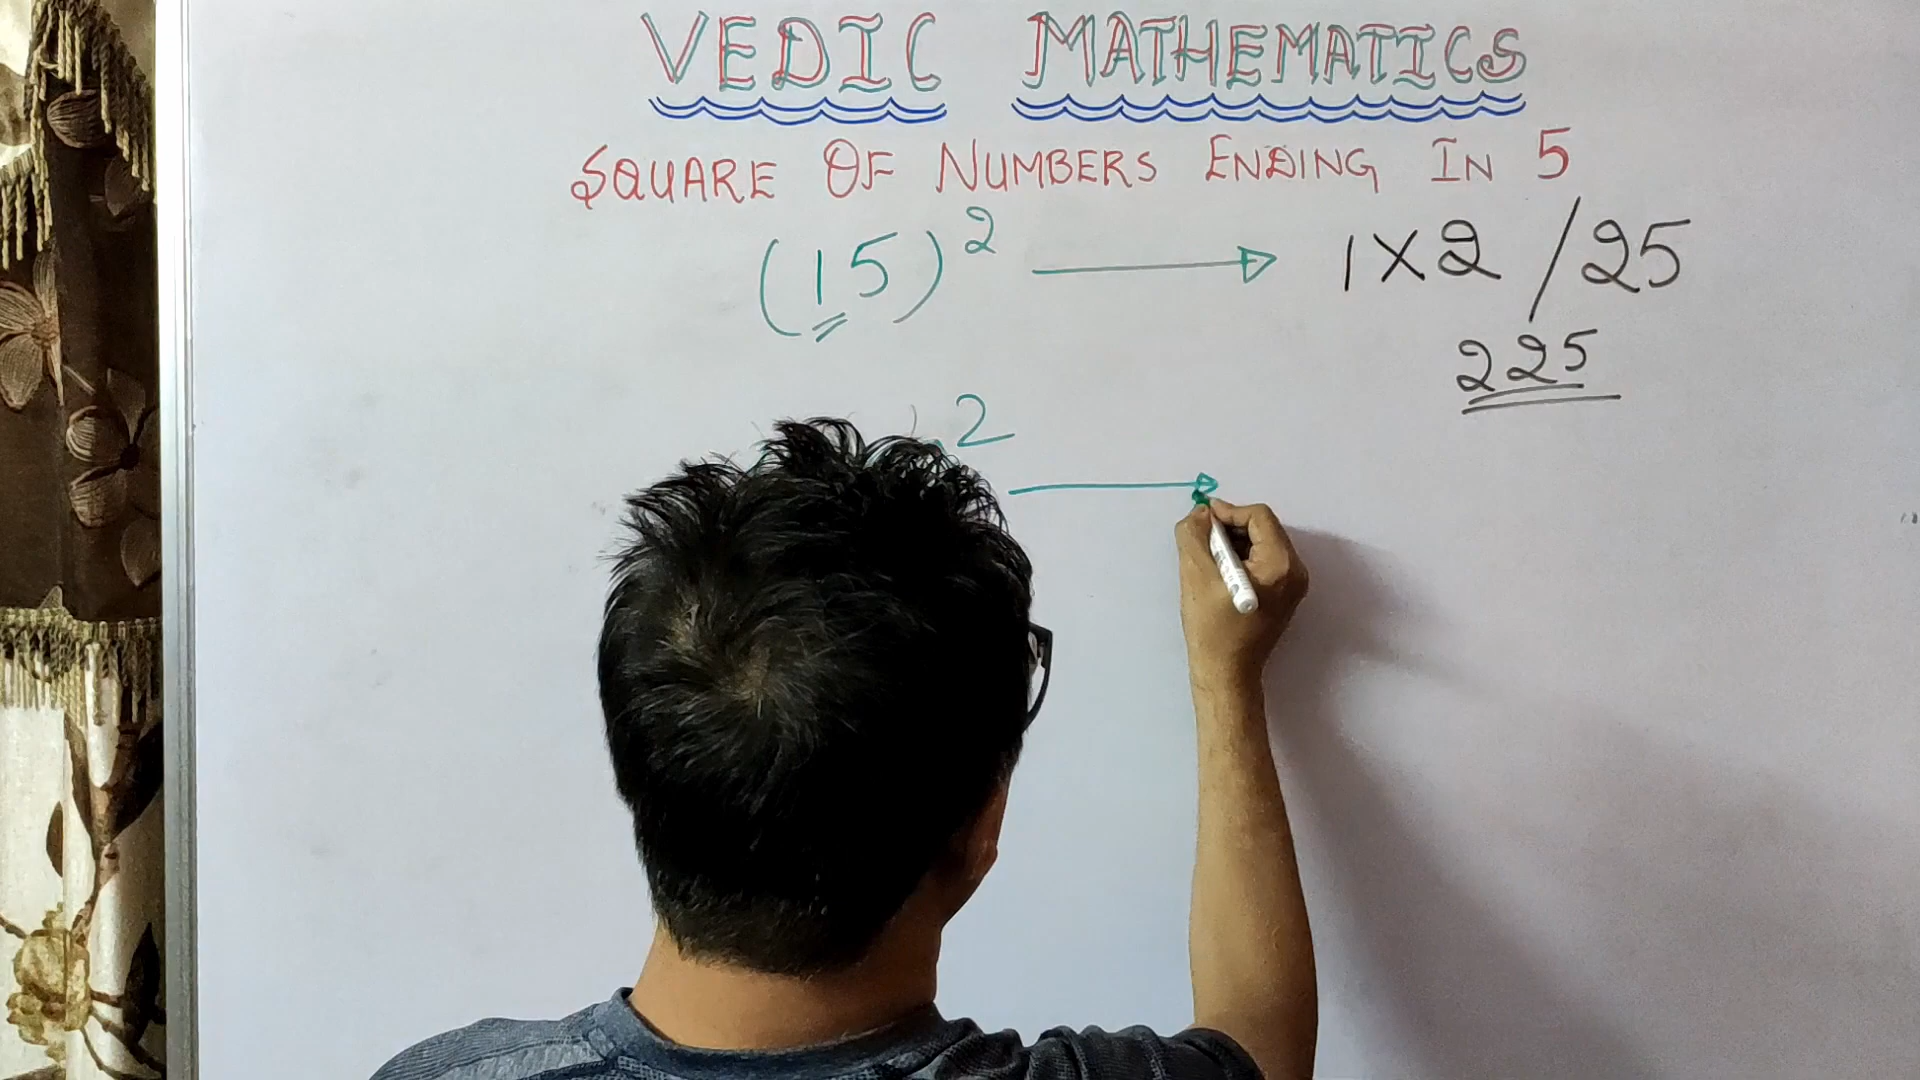 VEDIC MATHEMATICS
SQUARE OF NUMBERS ENDING IN 5
(15)² → 1×2 / 25
225
2 →